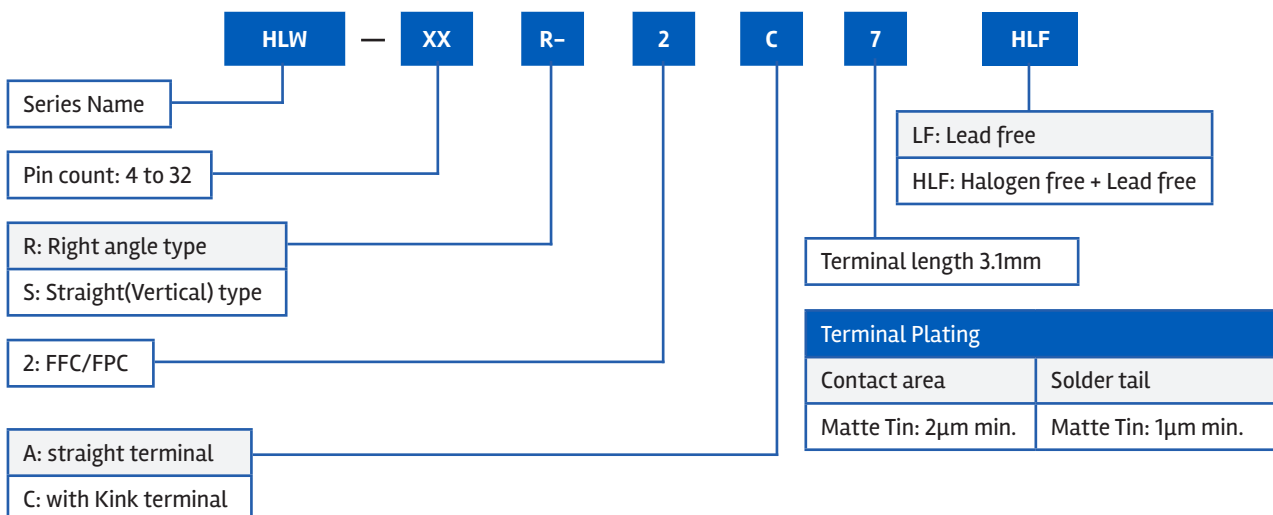 HLW — XX R– 2 C 7 HLF
Series Name
Pin count: 4 to 32
R: Right angle type
S: Straight(Vertical) type
2: FFC/FPC
A: straight terminal
C: with Kink terminal
LF: Lead free
HLF: Halogen free + Lead free
Terminal length 3.1mm
Terminal Plating
Contact area Solder tail
Matte Tin: 2µm min. Matte Tin: 1µm min.